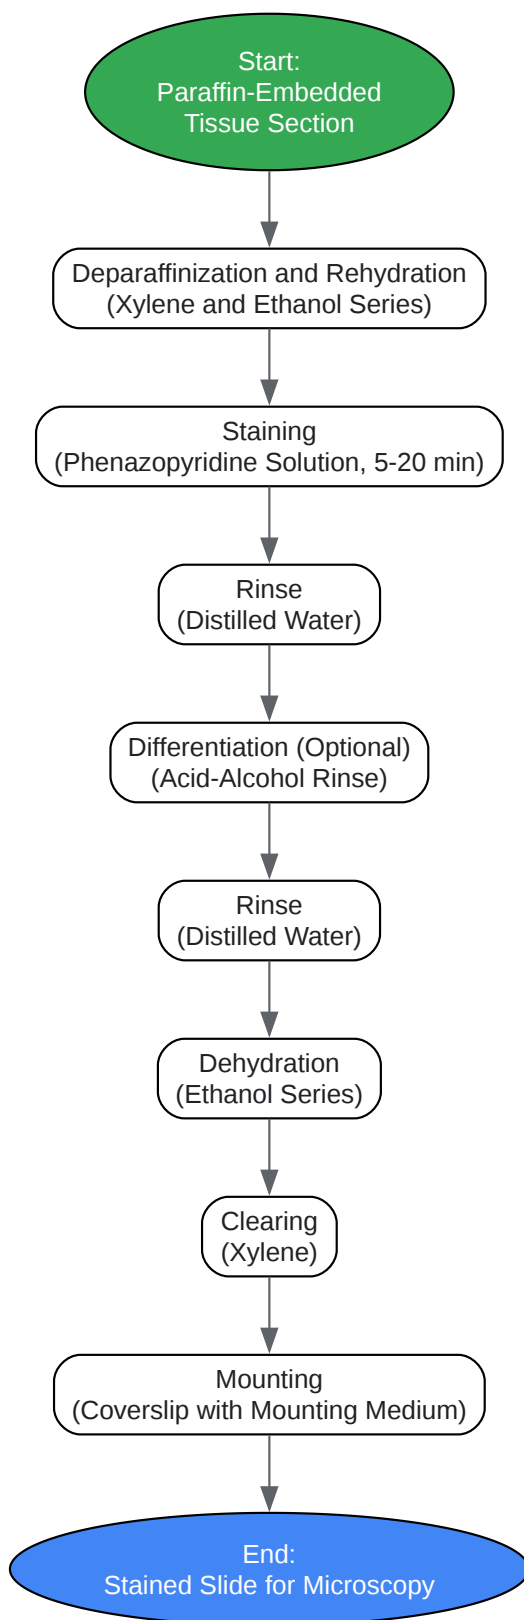 Start:
Paraffin-Embedded
Tissue Section
Deparaffinization and Rehydration
(Xylene and Ethanol Series)
Staining
(Phenazopyridine Solution, 5-20 min)
Rinse
(Distilled Water)
Differentiation (Optional)
(Acid-Alcohol Rinse)
Rinse
(Distilled Water)
Dehydration
(Ethanol Series)
Clearing
(Xylene)
Mounting
(Coverslip with Mounting Medium)
End:
Stained Slide for Microscopy